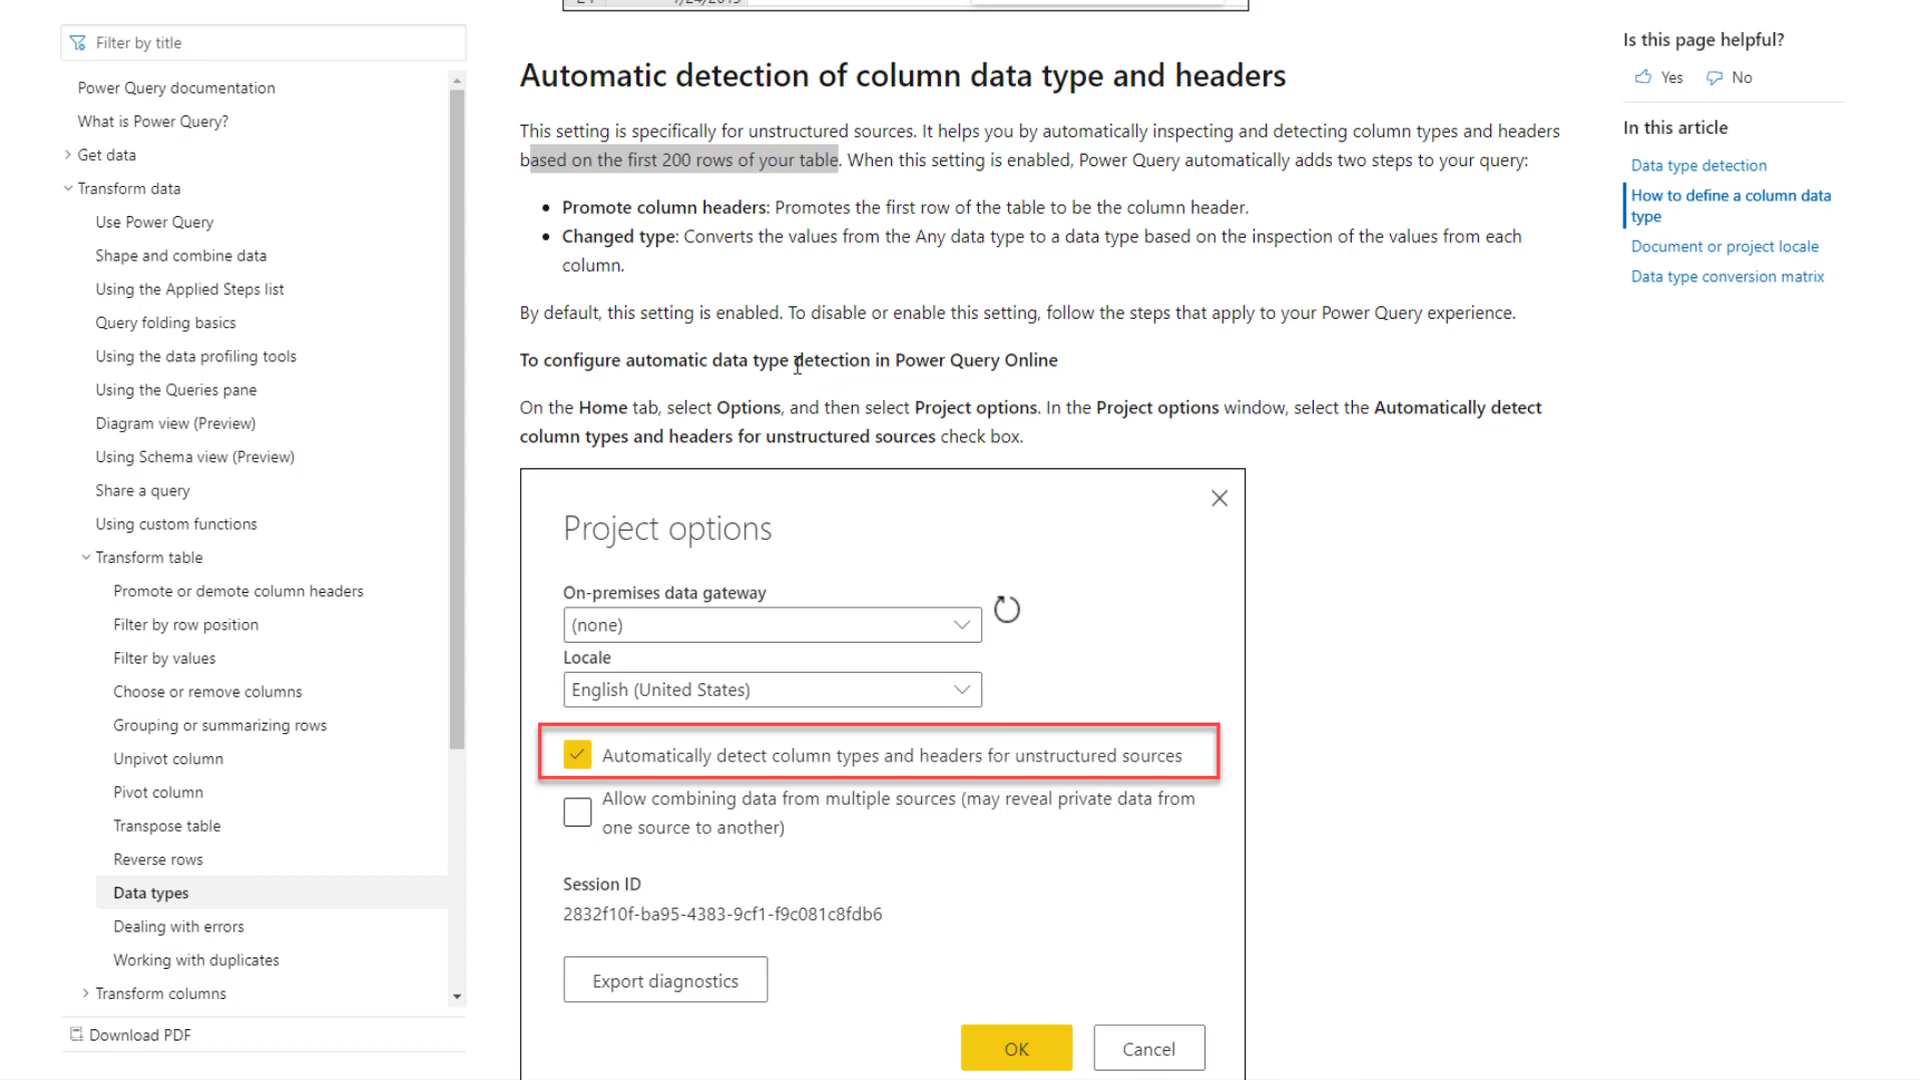 Filter by title
Power Query documentation
What is Power Query?
Get data
Transform data
Use Power Query
Shape and combine data
Using the Applied Steps list
Query folding basics
Using the data profiling tools
Using the Queries pane
Diagram view (Preview)
Using Schema view (Preview)
Share a query
Using custom functions
Transform table
Promote or demote column headers
Filter by row position
Filter by values
Choose or remove columns
Grouping or summarizing rows
Unpivot column
Pivot column
Transpose table
Reverse rows
Data types
Dealing with errors
Working with duplicates
Transform columns
Download PDF
Automatic detection of column data type and headers
This setting is specifically for unstructured sources. It helps you by automatically inspecting and detecting column types and headers
based on the first 200 rows of your table. When this setting is enabled, Power Query automatically adds two steps to your query:
• Promote column headers: Promotes the first row of the table to be the column header.
• Changed type: Converts the values from the Any data type to a data type based on the inspection of the values from each
column.
By default, this setting is enabled. To disable or enable this setting, follow the steps that apply to your Power Query experience.
To configure automatic data type detection in Power Query Online
On the Home tab, select Options, and then select Project options. In the Project options window, select the Automatically detect
column types and headers for unstructured sources check box.
Project options
On-premises data gateway
(none)
Locale
English (United States)
Automatically detect column types and headers for unstructured sources
Allow combining data from multiple sources (may reveal private data from
one source to another)
Session ID
2832f10f-ba95-4383-9cf1-f9c081c8fdb6
Export diagnostics
OK
Cancel
Is this page helpful?
Yes
No
In this article
Data type detection
How to define a column data
type
Document or project locale
Data type conversion matrix